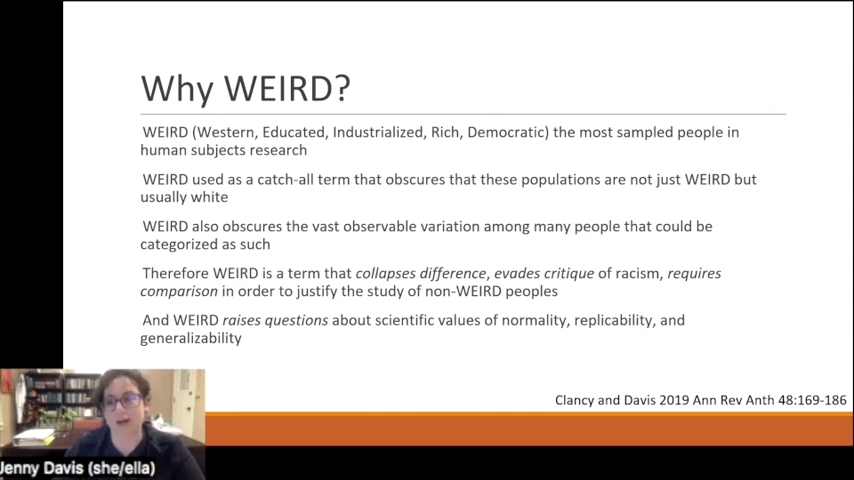 Why WEIRD?
WEIRD (Western, Educated, Industrialized, Rich, Democratic) the most sampled people in
human subjects research
WEIRD used as a catch-all term that obscures that these populations are not just WEIRD but
usually white
WEIRD also obscures the vast observable variation among many people that could be
categorized as such
Therefore WEIRD is a term that collapses difference, evades critique of racism, requires
comparison in order to justify the study of non-WEIRD peoples
And WEIRD raises questions about scientific values of normality, replicability, and
generalizability
Clancy and Davis 2019 Ann Rev Anth 48:169-186
Jenny Davis (she/ella)